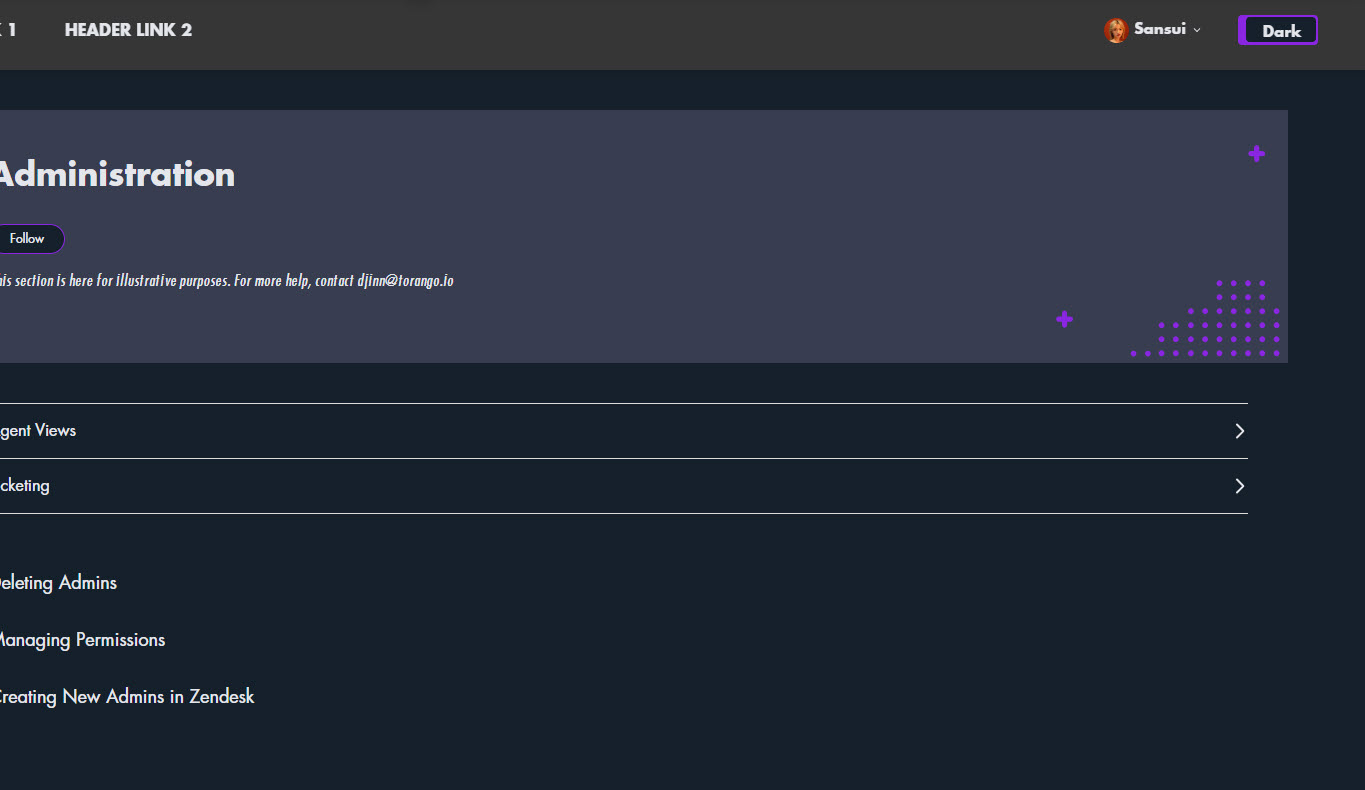 1
HEADER LINK 2
Sansui
Dark
Administration
Follow
his section is here for illustrative purposes. For more help, contact djinn@torango.io
gent Views
cketing
eleting Admins
Managing Permissions
Creating New Admins in Zendesk